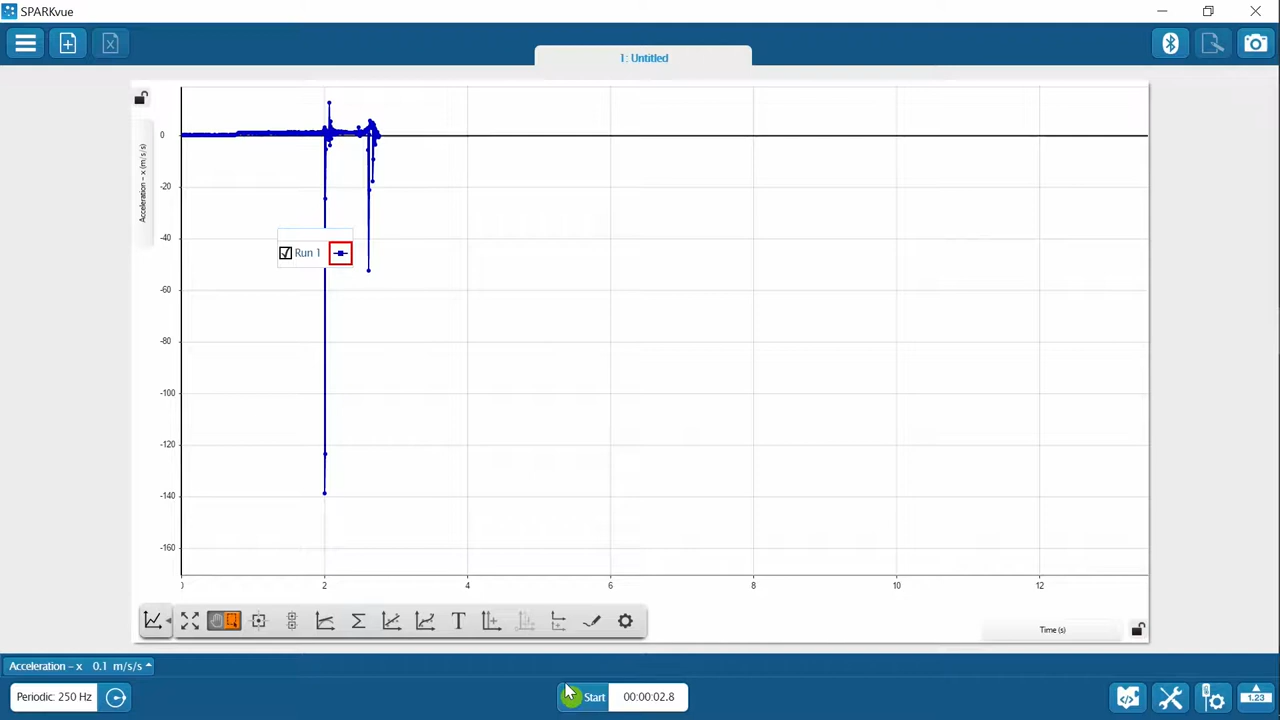 SPARKvue
1: Untitled
Acceleration – x (m/s/s)
0
-20
-40
-60
-80
-100
-120
-140
-160
Run 1
2
4
6
8
10
12
Time (s)
Σ
T
Acceleration – x 0.1 m/s/s
Periodic: 250 Hz
Start
00:00:02.8
1.23